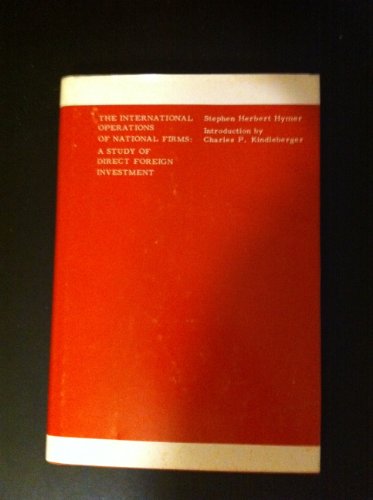 THE INTERNATIONAL
OPERATIONS
OF NATIONAL FIRMS:
A STUDY OF
DIRECT FOREIGN
INVESTMENT
Stephen Herbert Hymer
Introduction by
Charles P. Kindleberger